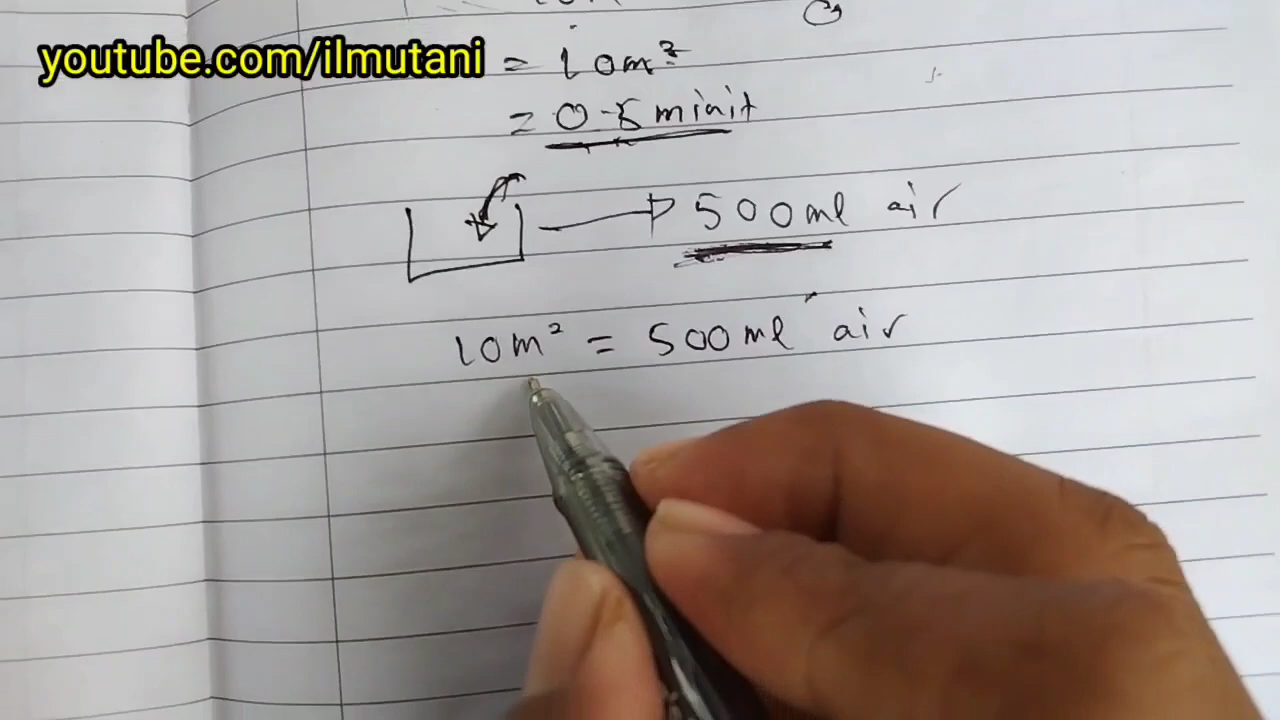 youtube.com/ilmutani
= 10m²
= 0.5 minit
500ml air
10m² = 500ml air